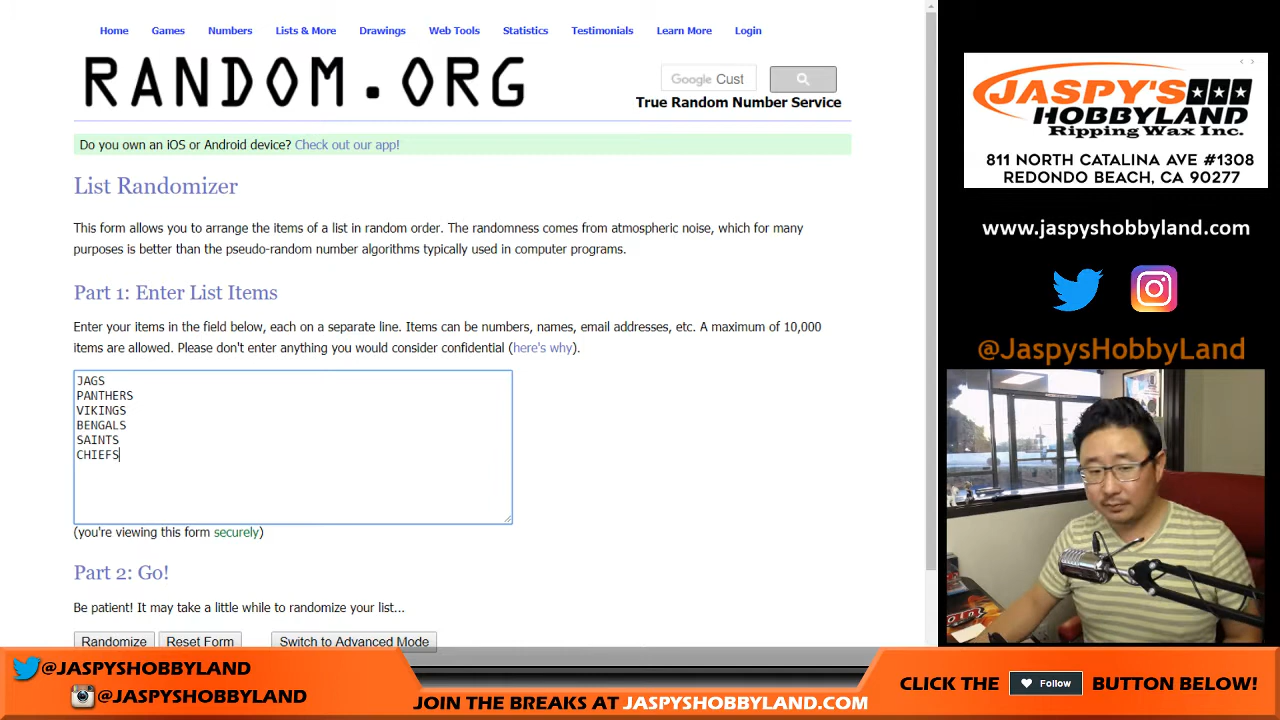 Home Games Numbers Lists & More Drawings Web Tools Statistics Testimonials Learn More Login
RANDOM.ORG
Google Cust
True Random Number Service
Do you own an iOS or Android device? Check out our app!
List Randomizer
This form allows you to arrange the items of a list in random order. The randomness comes from atmospheric noise, which for many
purposes is better than the pseudo-random number algorithms typically used in computer programs.
Part 1: Enter List Items
Enter your items in the field below, each on a separate line. Items can be numbers, names, email addresses, etc. A maximum of 10,000
items are allowed. Please don't enter anything you would consider confidential (here's why).
JAGS
PANTHERS
VIKINGS
BENGALS
SAINTS
CHIEFS
(you're viewing this form securely)
Part 2: Go!
Be patient! It may take a little while to randomize your list...
Randomize Reset Form Switch to Advanced Mode
JASPY'S
HOBBYLAND
Ripping Wax Inc.
811 NORTH CATALINA AVE #1308
REDONDO BEACH, CA 90277
www.jaspyshobbyland.com
@JaspysHobbyLand
@JASPYSHOBBYLAND
@JASPYSHOBBYLAND
JOIN THE BREAKS AT JASPYSHOBBYLAND.COM
CLICK THE Follow BUTTON BELOW!